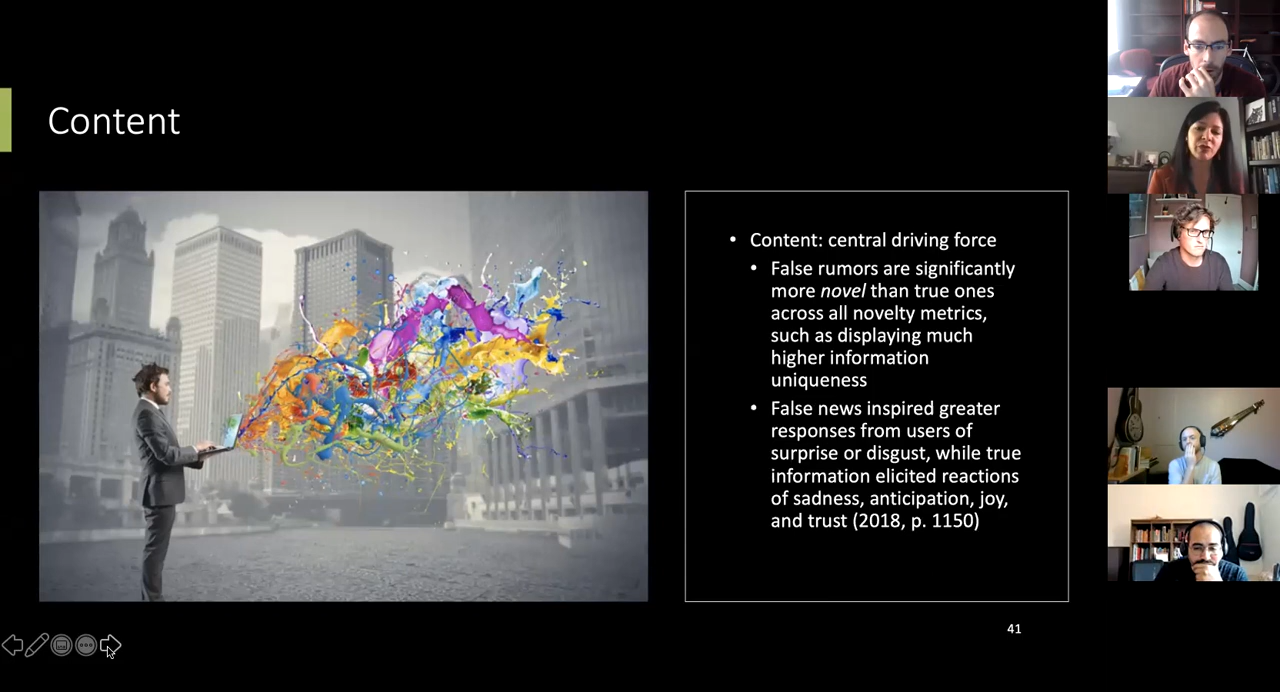 Content
• Content: central driving force
• False rumors are significantly
more novel than true ones
across all novelty metrics,
such as displaying much
higher information
uniqueness
• False news inspired greater
responses from users of
surprise or disgust, while true
information elicited reactions
of sadness, anticipation, joy,
and trust (2018, p. 1150)
41